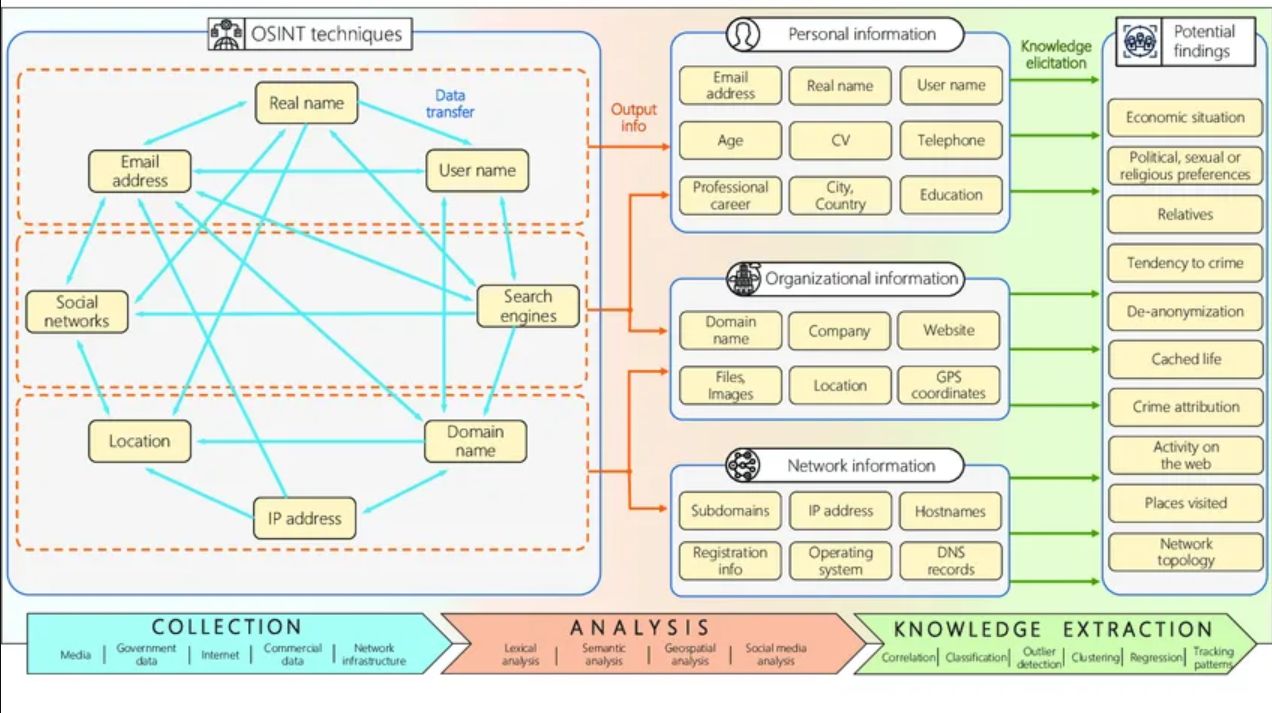 OSINT techniques
Real name
Data
transfer
Email
address
User name
Social
networks
Search
engines
Location
Domain
name
IP address
Output
info
Personal information
Email
address
Real name
User name
Age
CV
Telephone
Professional
career
City,
Country
Education
Organizational information
Domain
name
Company
Website
Files,
Images
Location
GPS
coordinates
Network information
Subdomains
IP address
Hostnames
Registration
info
Operating
system
DNS
records
Knowledge
elicitation
Potential
findings
Economic situation
Political, sexual or
religious preferences
Relatives
Tendency to crime
De-anonymization
Cached life
Crime attribution
Activity on
the web
Places visited
Network
topology
COLLECTION
Media
Government
data
Internet
Commercial
data
Network
infrastructure
ANALYSIS
Lexical
analysis
Semantic
analysis
Geospatial
analysis
Social media
analysis
KNOWLEDGE EXTRACTION
Correlation
Classification
Outlier
detection
Clustering
Regression
Tracking
patterns